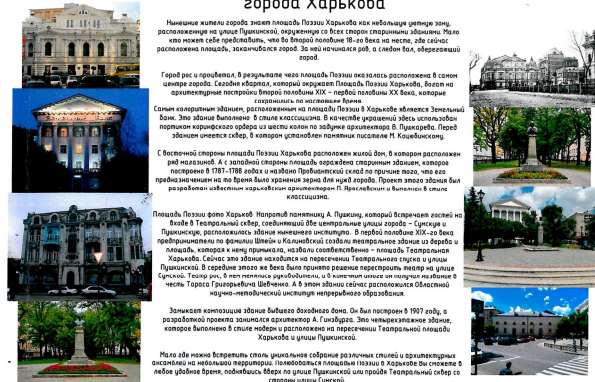 города Харькова
Нынешние жители города знают площадь Поэзии Харькова как небольшую уютную зону,
расположенную на улице Пушкинской, окруженную со всех сторон старинными зданиями. Мало
кто может себе представить, что во второй половине 18-го века на месте, где сейчас
расположена площадь, заканчивался город. За ней начинался ров, а следом вал, оберегающий
город.
Город рос и процветал, в результате чего площадь Поэзии оказалась расположена в самом
центре города. Сегодня квартал, который окружает Площадь Поэзии Харькова, богат на
архитектурные постройки второй половины XIX – первой половины XX века, которые
сохранились по настоящее время.
Самым колоритным зданием, расположенным на площади Поэзии в Харькове является Земельный
банк. Это здание выполнено в стиле классицизма. В качестве украшений здесь использован
портиком коринфского ордера из шести колон по задумке архитектора В. Пушкарева. Перед
зданием имеется сквер, в котором установлен памятник писателю М. Коцюбинскому.
С восточной стороны площади Поэзии Харькова расположен жилой дом, в котором расположен
ряд магазинов. А с западной стороны площадь ограждена старинным зданием, которое
построено в 1787-1788 годах и названо Провиантский склад по причине того, что его
предназначением на то время было хранения зерна для нужд города. Проект этого здания был
разработан известным харьковским архитектором П. Ярославским и выполнен в стиле
классицизма.
Площадь Поэзии фото Харьков Напротив памятнику А. Пушкину, который встречает гостей на
входе в Театральный сквер, соединяющий две центральные улицы города – Сумскую и
Пушкинскую, расположилось здание нынешнего института. В первой половине XIX-го века
предприниматели по фамилии Штейн и Калиновский создали театральное здание из дерева и
площадь, которая к нему примыкала, назвали соответственно – площадь Театральная
Харькова. Сейчас это здание находится на пересечении Театрального спуска и улицы
Пушкинской. В середине этого же века было принято решение перестроить театр на улице
Сумской. Театр рос, в нем менялись руководители, и в конечном итоге он получил название в
честь Тараса Григорьевича Шевченко. А в этом здании сейчас расположился Областной
научно-методический институт непрерывного образования.
Замыкает композицию здание бывшего доходного дома. Он был построен в 1907 году, а
разработкой проекта занимался архитектор А. Гинзбурга. Это четырехэтажное здание,
которое выполнено в стиле модерн и расположено на пересечении Театральной площади
Харькова и улицы Пушкинской.
Мало где можно встретить столь уникальное собрание различных стилей и архитектурных
ансамблей на небольшой территории. Полюбоваться площадью Поэзии в Харькове Вы сможете в
любое удобное время, поднявшись вверх по улице Пушкинской или пройдя Театральный сквер со
стороны улицы Сумской.